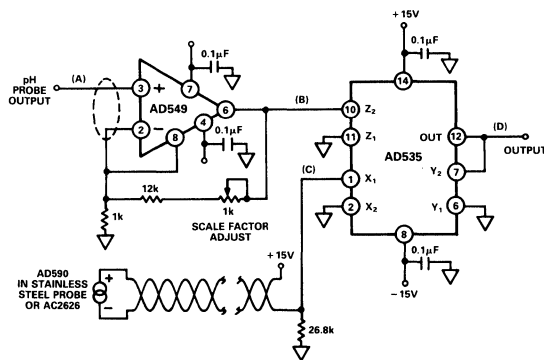 +15V
0.1μF
14
0.1μF
pH
PROBE
OUTPUT
(A)
3
+
7
AD549
6
2
−
8
4
0.1μF
(B)
10
Z2
11
Z1
OUT
12
(D)
OUTPUT
AD535
(C)
1
X1
Y2
7
2
X2
Y1
6
8
0.1μF
−15V
12k
1k
1k
SCALE FACTOR
ADJUST
AD590
IN STAINLESS
STEEL PROBE
OR AC2626
+
−
+15V
26.8k